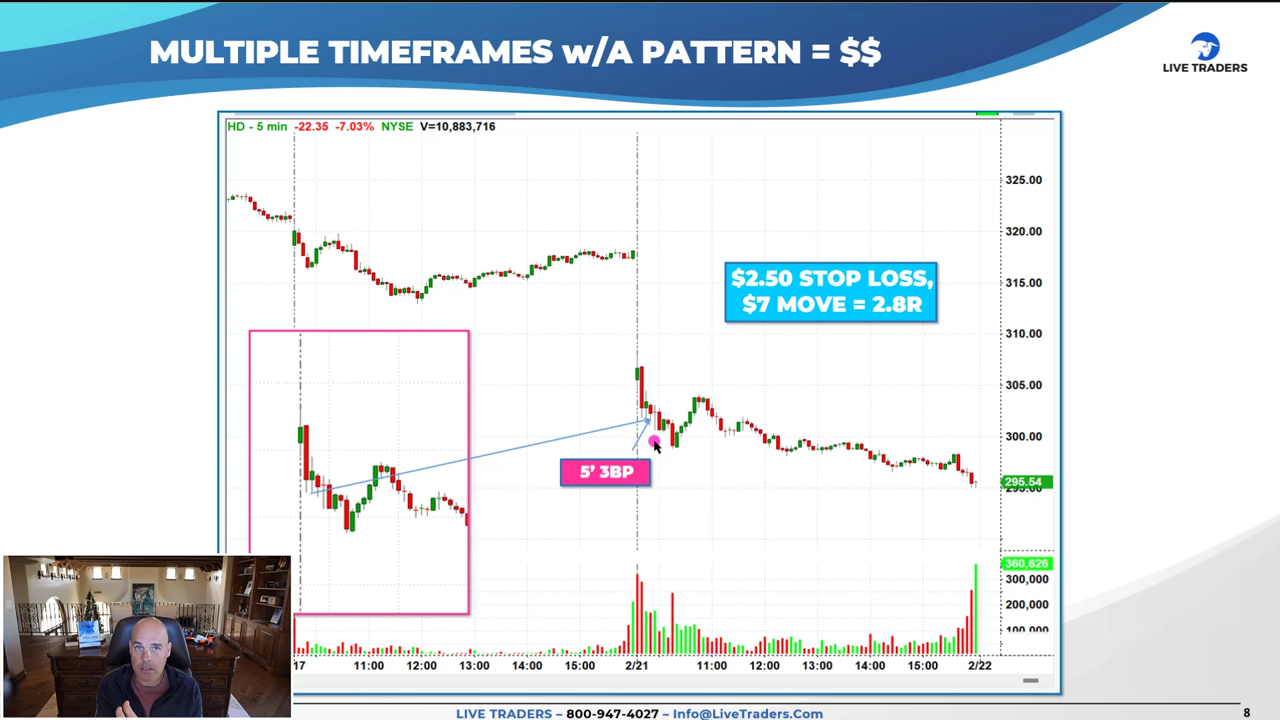 MULTIPLE TIMEFRAMES w/A PATTERN = $$
LIVE TRADERS
HD - 5 min -22.35 -7.03% NYSE V=10,883,716
325.00
320.00
315.00
310.00
305.00
300.00
295.54
$2.50 STOP LOSS,
$7 MOVE = 2.8R
5' 3BP
360,626
300,000
200,000
100,000
17 11:00 12:00 13:00 14:00 15:00 2/21 11:00 12:00 13:00 14:00 15:00 2/22
LIVE TRADERS – 800-947-4027 – Info@LiveTraders.Com
8